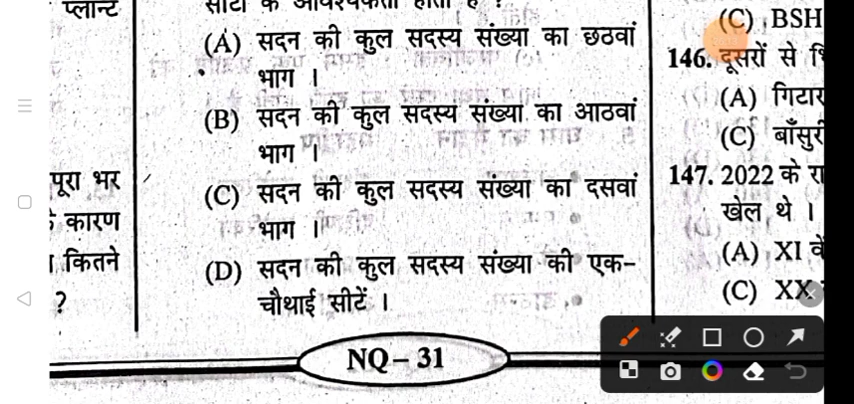 प्लान्ट
(A) सदन की कुल सदस्य संख्या का छठवां
भाग ।
(B) सदन की कुल सदस्य संख्या का आठवां
भाग ।
(C) सदन की कुल सदस्य संख्या का दसवां
भाग ।
(D) सदन की कुल सदस्य संख्या की एक-
चौथाई सीटें ।
पूरा भर
कारण
कितने
?
(C) BSH
146. दूसरों से
(A) गिटार
(C) बाँसुरी
147. 2022 के
खेल थे ।
(A) XI वें
(C) XX
NQ – 31